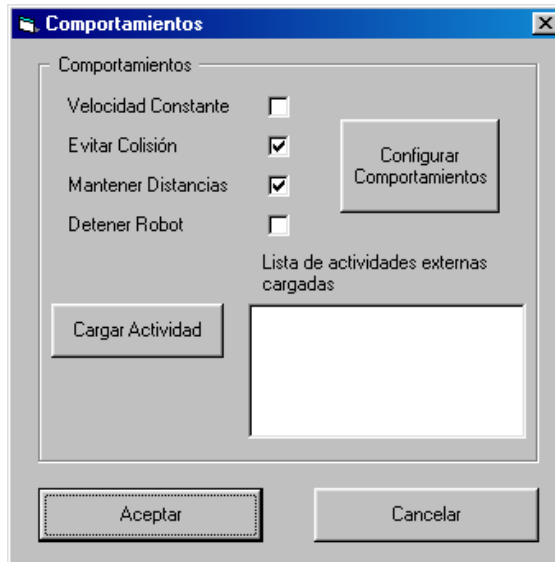 Comportamientos
Comportamientos
Velocidad Constante
Evitar Colisión
Mantener Distancias
Detener Robot
Configurar
Comportamientos
Lista de actividades externas
cargadas
Cargar Actividad
Aceptar
Cancelar